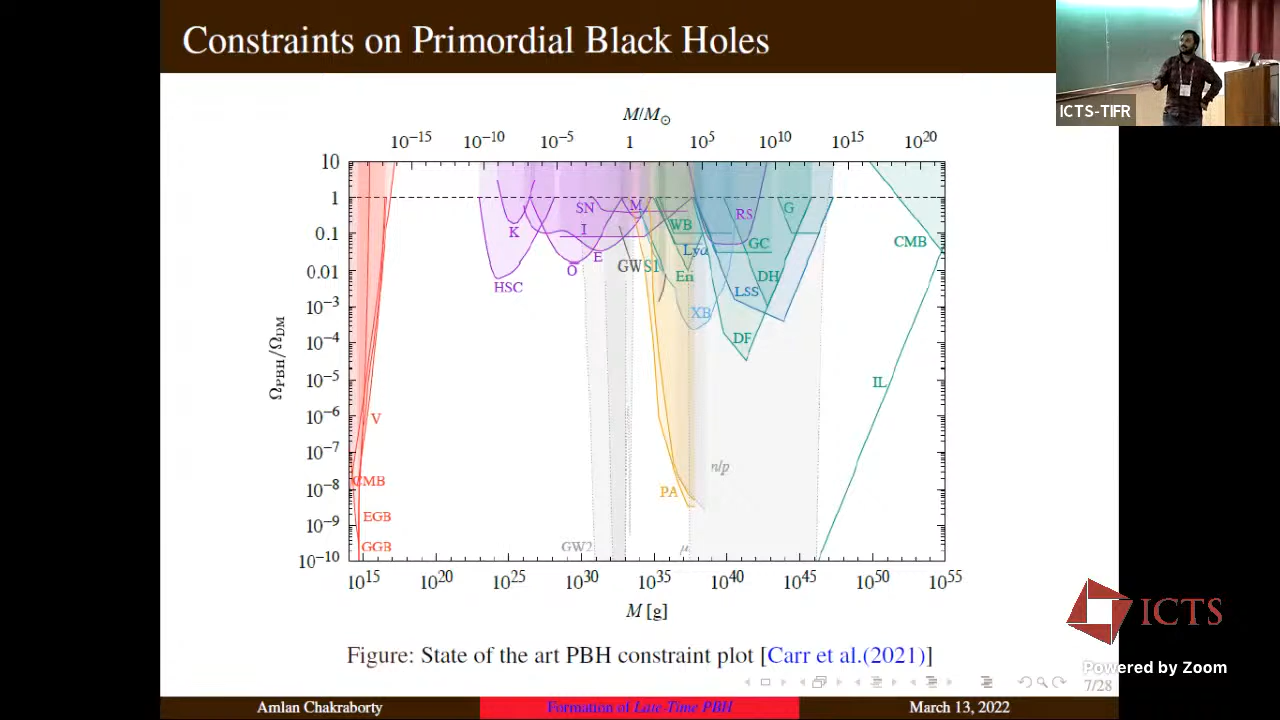 Constraints on Primordial Black Holes
ICTS-TIFR
M/M⊙
10⁻¹⁵ 10⁻¹⁰ 10⁻⁵ 1 10⁵ 10¹⁰ 10¹⁵ 10²⁰
10
1
0.1
0.01
10⁻³
10⁻⁴
10⁻⁵
10⁻⁶
10⁻⁷
10⁻⁸
10⁻⁹
10⁻¹⁰
Ω_PBH/Ω_DM
V
CMB
EGB
GGB
K
HSC
SN
I
O
E
M
GWS1
WB
Lyα
En
XB
RS
GC
G
DH
LSS
DF
CMB
IL
n/p
PA
GW2
μ
10¹⁵ 10²⁰ 10²⁵ 10³⁰ 10³⁵ 10⁴⁰ 10⁴⁵ 10⁵⁰ 10⁵⁵
M [g]
Figure: State of the art PBH constraint plot [Carr et al.(2021)]
ICTS
Powered by Zoom
7/28
Amlan Chakraborty Formation of Late-Time PBH March 13, 2022